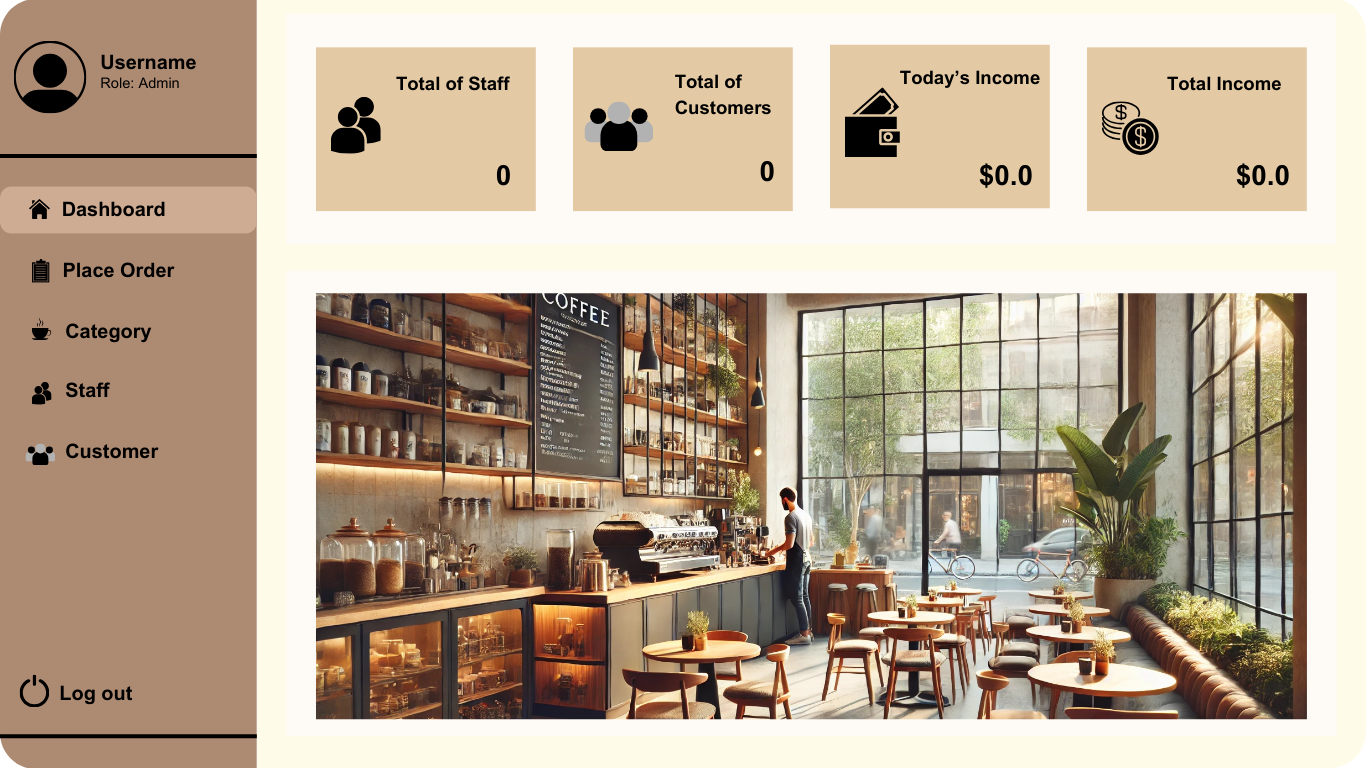 Username
Role: Admin
Dashboard
Place Order
Category
Staff
Customer
Log out
Total of Staff
0
Total of
Customers
0
Today’s Income
$0.0
Total Income
$0.0
COFFEE